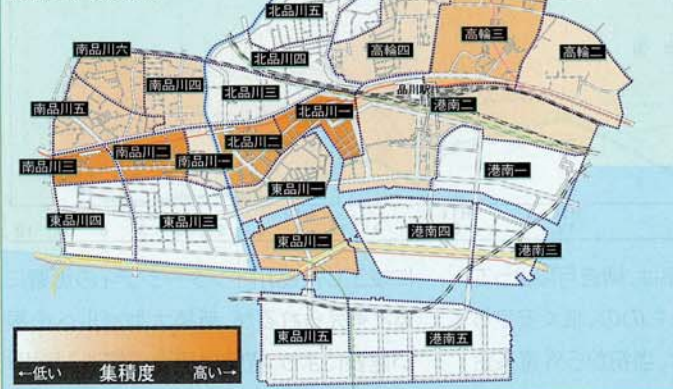 北品川五
南品川六
北品川四
高輪四
高輪三
高輪二
南品川五
南品川四
北品川三
品川駅
北品川一
港南二
南品川三
南品川二
南品川一
北品川二
港南一
東品川一
東品川四
東品川三
東品川二
港南四
港南三
東品川五
港南五
←低い 集積度 高い→